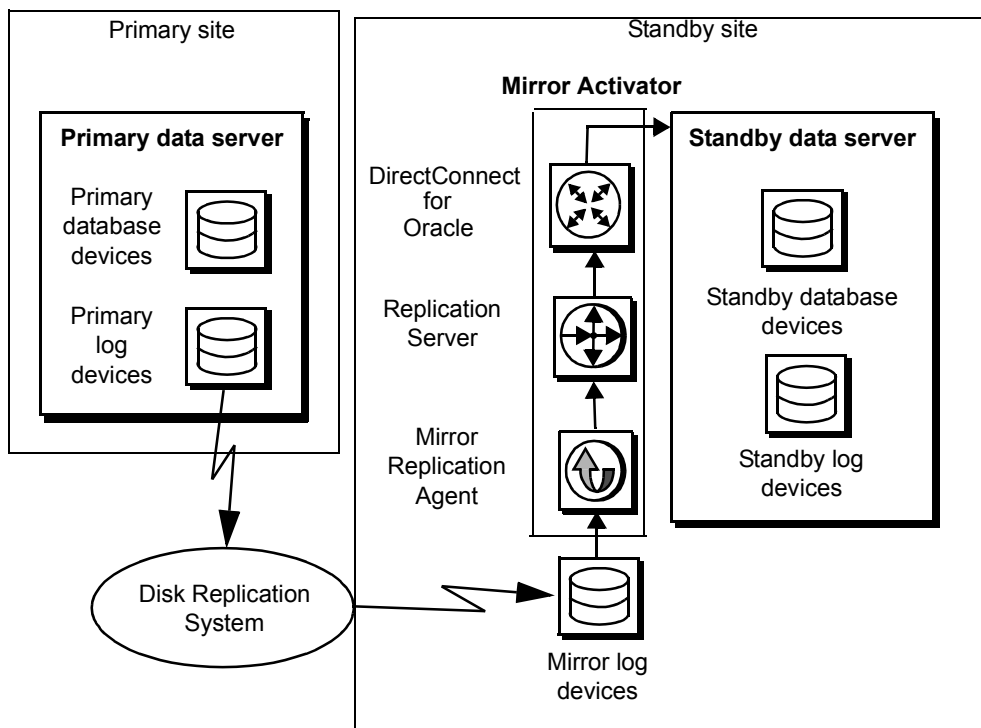 Primary site
Primary data server
Primary
database
devices
Primary
log
devices
Disk Replication
System
Standby site
Mirror Activator
DirectConnect
for
Oracle
Replication
Server
Mirror
Replication
Agent
Mirror log
devices
Standby data server
Standby database
devices
Standby log
devices